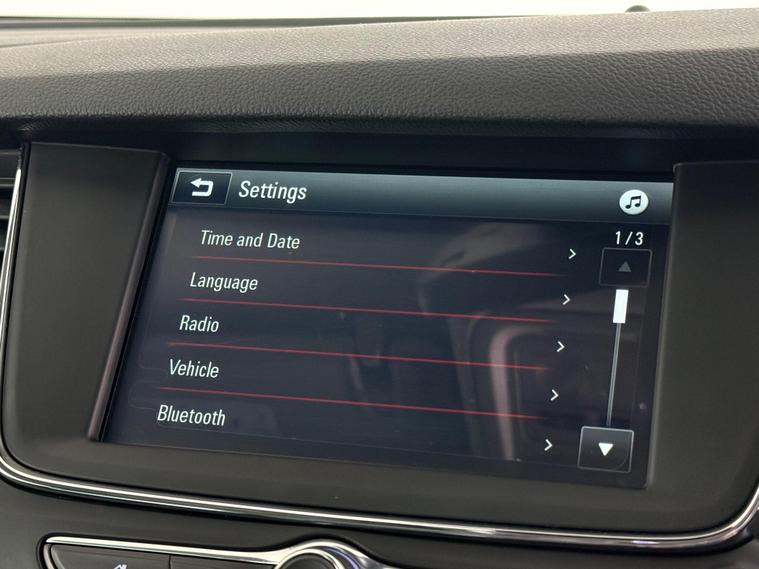 Settings
1/3
Time and Date
Language
Radio
Vehicle
Bluetooth